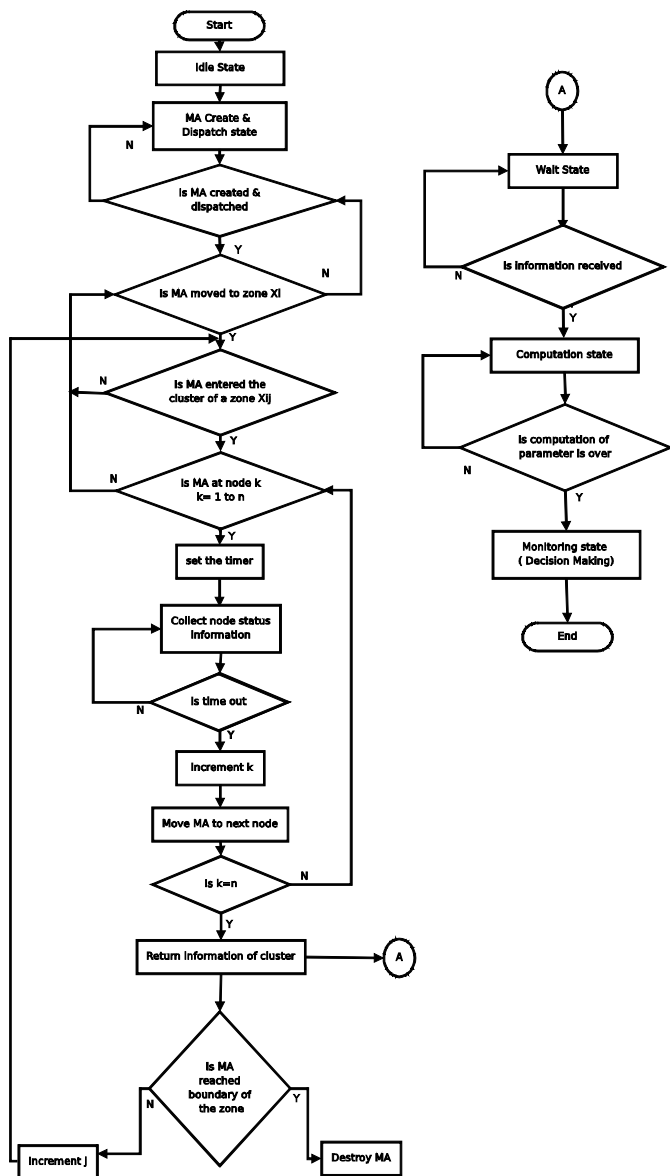 Start
Idle State
MA Create &
Dispatch state
N
Is MA created &
dispatched
Y
N
Is MA moved to zone Xi
Y
N
Is MA entered the
cluster of a zone Xij
Y
N
Is MA at node k
k= 1 to n
Y
set the timer
Collect node status
information
Is time out
N
Y
Increment k
Move MA to next node
Is k=n
N
Y
Return information of cluster
A
Is MA
reached
boundary of
the zone
N
Y
Increment j
Destroy MA
A
Wait State
Is information received
N
Y
Computation state
Is computation of
parameter is over
N
Y
Monitoring state
( Decision Making)
End